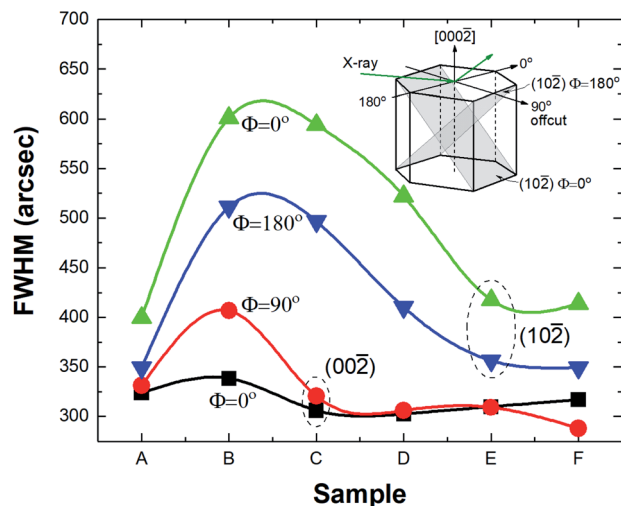 700
650
600
550
500
450
400
350
300
FWHM (arcsec)
[0002̄]
X-ray
0°
(102̄) Φ=180°
180°
90°
offcut
(102̄) Φ=0°
Φ=0°
Φ=180°
Φ=90°
(002̄)
(102̄)
Φ=0°
A B C D E F
Sample